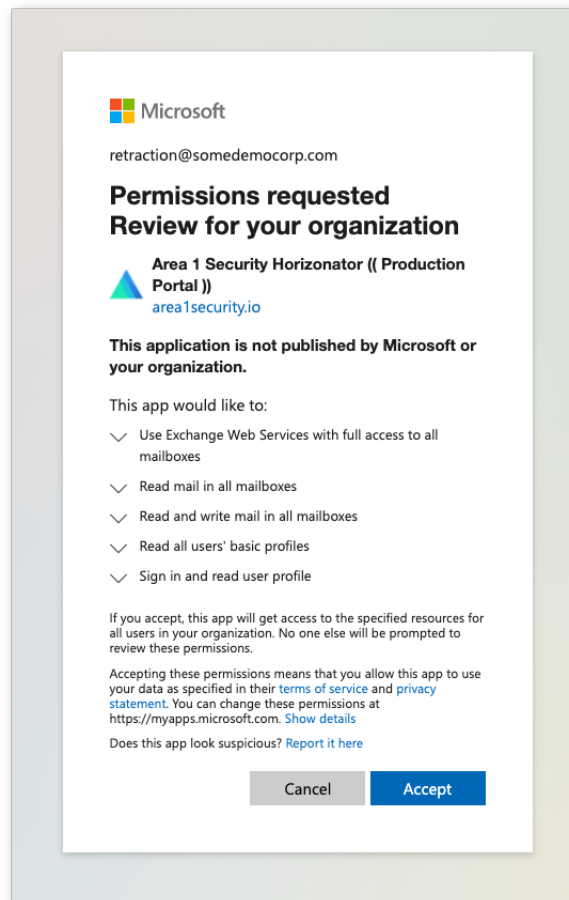 Microsoft
retraction@somedemocorp.com
Permissions requested
Review for your organization
Area 1 Security Horizonator (( Production
Portal ))
area1security.io
This application is not published by Microsoft or
your organization.
This app would like to:
Use Exchange Web Services with full access to all
mailboxes
Read mail in all mailboxes
Read and write mail in all mailboxes
Read all users' basic profiles
Sign in and read user profile
If you accept, this app will get access to the specified resources for
all users in your organization. No one else will be prompted to
review these permissions.
Accepting these permissions means that you allow this app to use
your data as specified in their terms of service and privacy
statement. You can change these permissions at
https://myapps.microsoft.com. Show details
Does this app look suspicious? Report it here
Cancel Accept